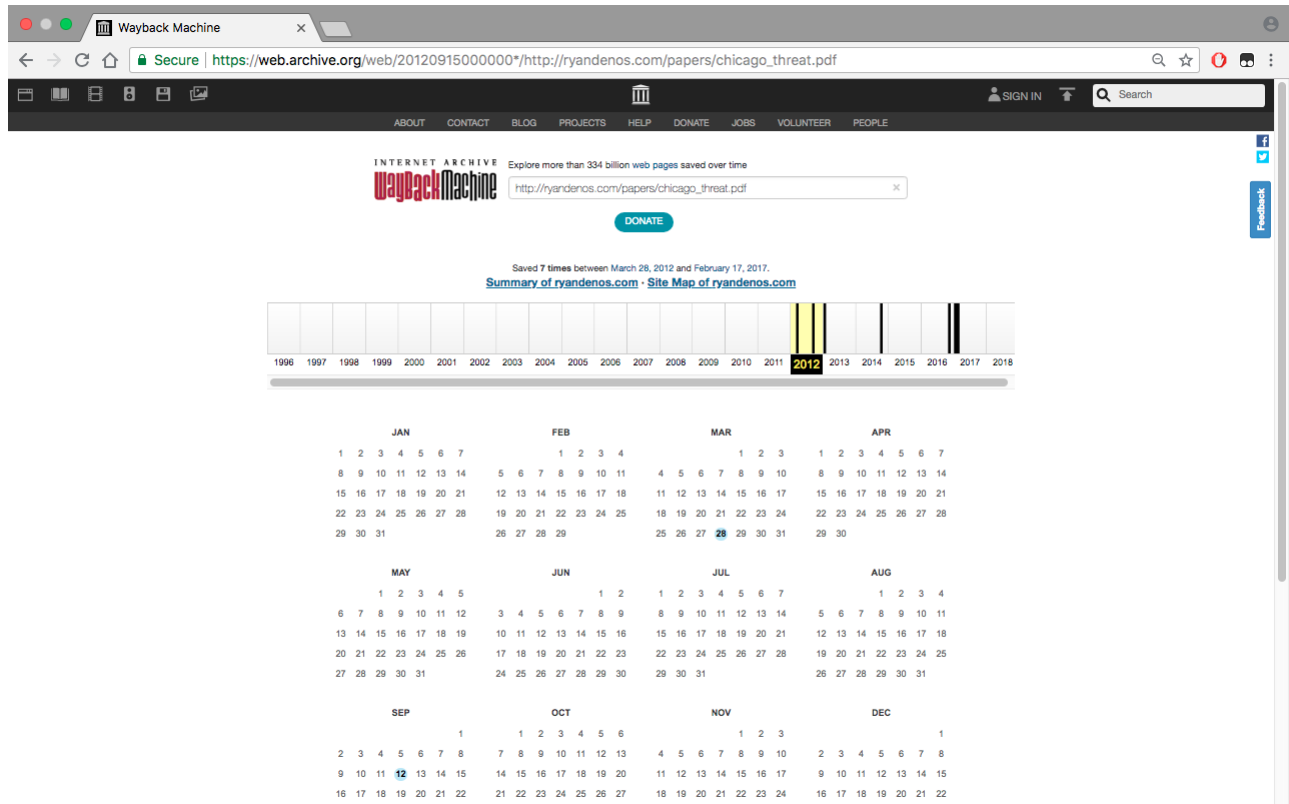 Wayback Machine ×
Secure https://web.archive.org/web/20120915000000*/http://ryandenos.com/papers/chicago_threat.pdf
SIGN IN Search
ABOUT CONTACT BLOG PROJECTS HELP DONATE JOBS VOLUNTEER PEOPLE
INTERNET ARCHIVE Explore more than 334 billion web pages saved over time
WayBackMachine http://ryandenos.com/papers/chicago_threat.pdf ×
DONATE
Feedback
Saved 7 times between March 28, 2012 and February 17, 2017.
Summary of ryandenos.com · Site Map of ryandenos.com
1996 1997 1998 1999 2000 2001 2002 2003 2004 2005 2006 2007 2008 2009 2010 2011 2012 2013 2014 2015 2016 2017 2018
JAN FEB MAR APR
1 2 3 4 5 6 7 1 2 3 4 1 2 3 1 2 3 4 5 6 7
8 9 10 11 12 13 14 5 6 7 8 9 10 11 4 5 6 7 8 9 10 8 9 10 11 12 13 14
15 16 17 18 19 20 21 12 13 14 15 16 17 18 11 12 13 14 15 16 17 15 16 17 18 19 20 21
22 23 24 25 26 27 28 19 20 21 22 23 24 25 18 19 20 21 22 23 24 22 23 24 25 26 27 28
29 30 31 26 27 28 29 25 26 27 28 29 30 31 29 30
MAY JUN JUL AUG
1 2 3 4 5 1 2 1 2 3 4 5 6 7 1 2 3 4
6 7 8 9 10 11 12 3 4 5 6 7 8 9 8 9 10 11 12 13 14 5 6 7 8 9 10 11
13 14 15 16 17 18 19 10 11 12 13 14 15 16 15 16 17 18 19 20 21 12 13 14 15 16 17 18
20 21 22 23 24 25 26 17 18 19 20 21 22 23 22 23 24 25 26 27 28 19 20 21 22 23 24 25
27 28 29 30 31 24 25 26 27 28 29 30 29 30 31 26 27 28 29 30 31
SEP OCT NOV DEC
1 1 2 3 4 5 6 1 2 3 1
2 3 4 5 6 7 8 7 8 9 10 11 12 13 4 5 6 7 8 9 10 2 3 4 5 6 7 8
9 10 11 12 13 14 15 14 15 16 17 18 19 20 11 12 13 14 15 16 17 9 10 11 12 13 14 15
16 17 18 19 20 21 22 21 22 23 24 25 26 27 18 19 20 21 22 23 24 16 17 18 19 20 21 22